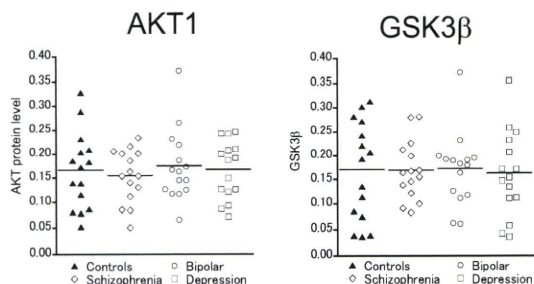 AKT1
GSK3β
AKT protein level
0.40
0.35
0.30
0.25
0.20
0.15
0.10
0.05
0.00
▲ Controls ○ Bipolar
◇ Schizophrenia □ Depression
GSK3β
0.40
0.35
0.30
0.25
0.20
0.15
0.10
0.05
0.00
▲ Controls ○ Bipolar
◇ Schizophrenia □ Depression